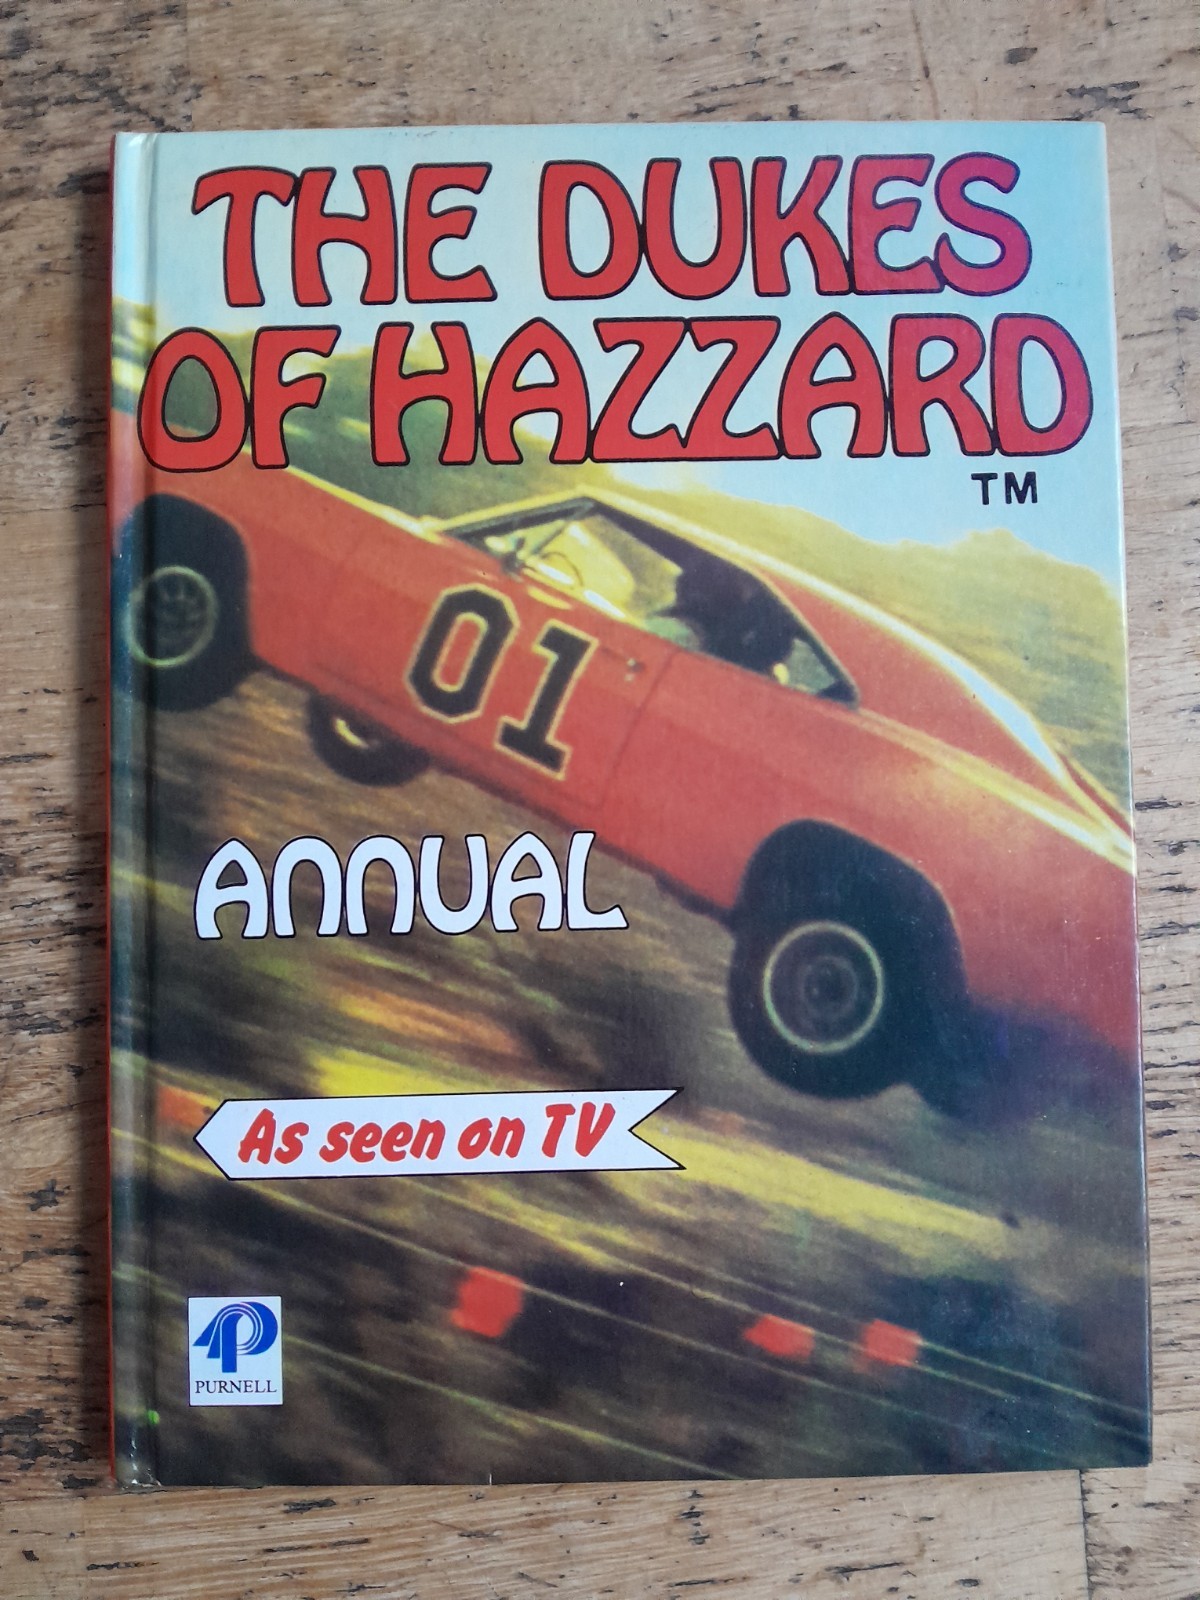 THE DUKES
OF HAZZARD
TM
01
ANNUAL
As seen on TV
PURNELL